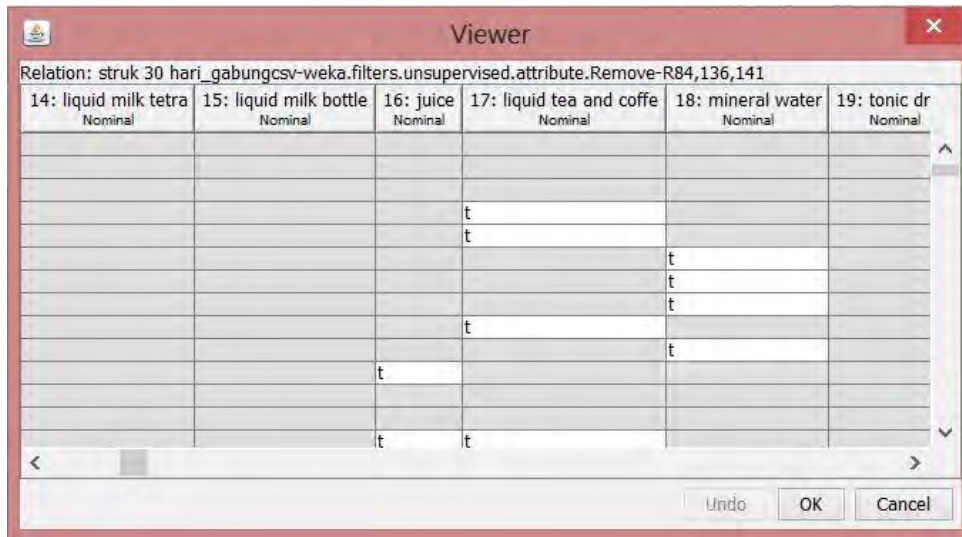 Viewer
Relation: struk 30 hari_gabungcsv-weka.filters.unsupervised.attribute.Remove-R84,136,141
14: liquid milk tetra 15: liquid milk bottle 16: juice 17: liquid tea and coffe 18: mineral water 19: tonic dr
Nominal Nominal Nominal Nominal Nominal Nominal
t
t
t
t
t
t
t
t
t t
Undo OK Cancel